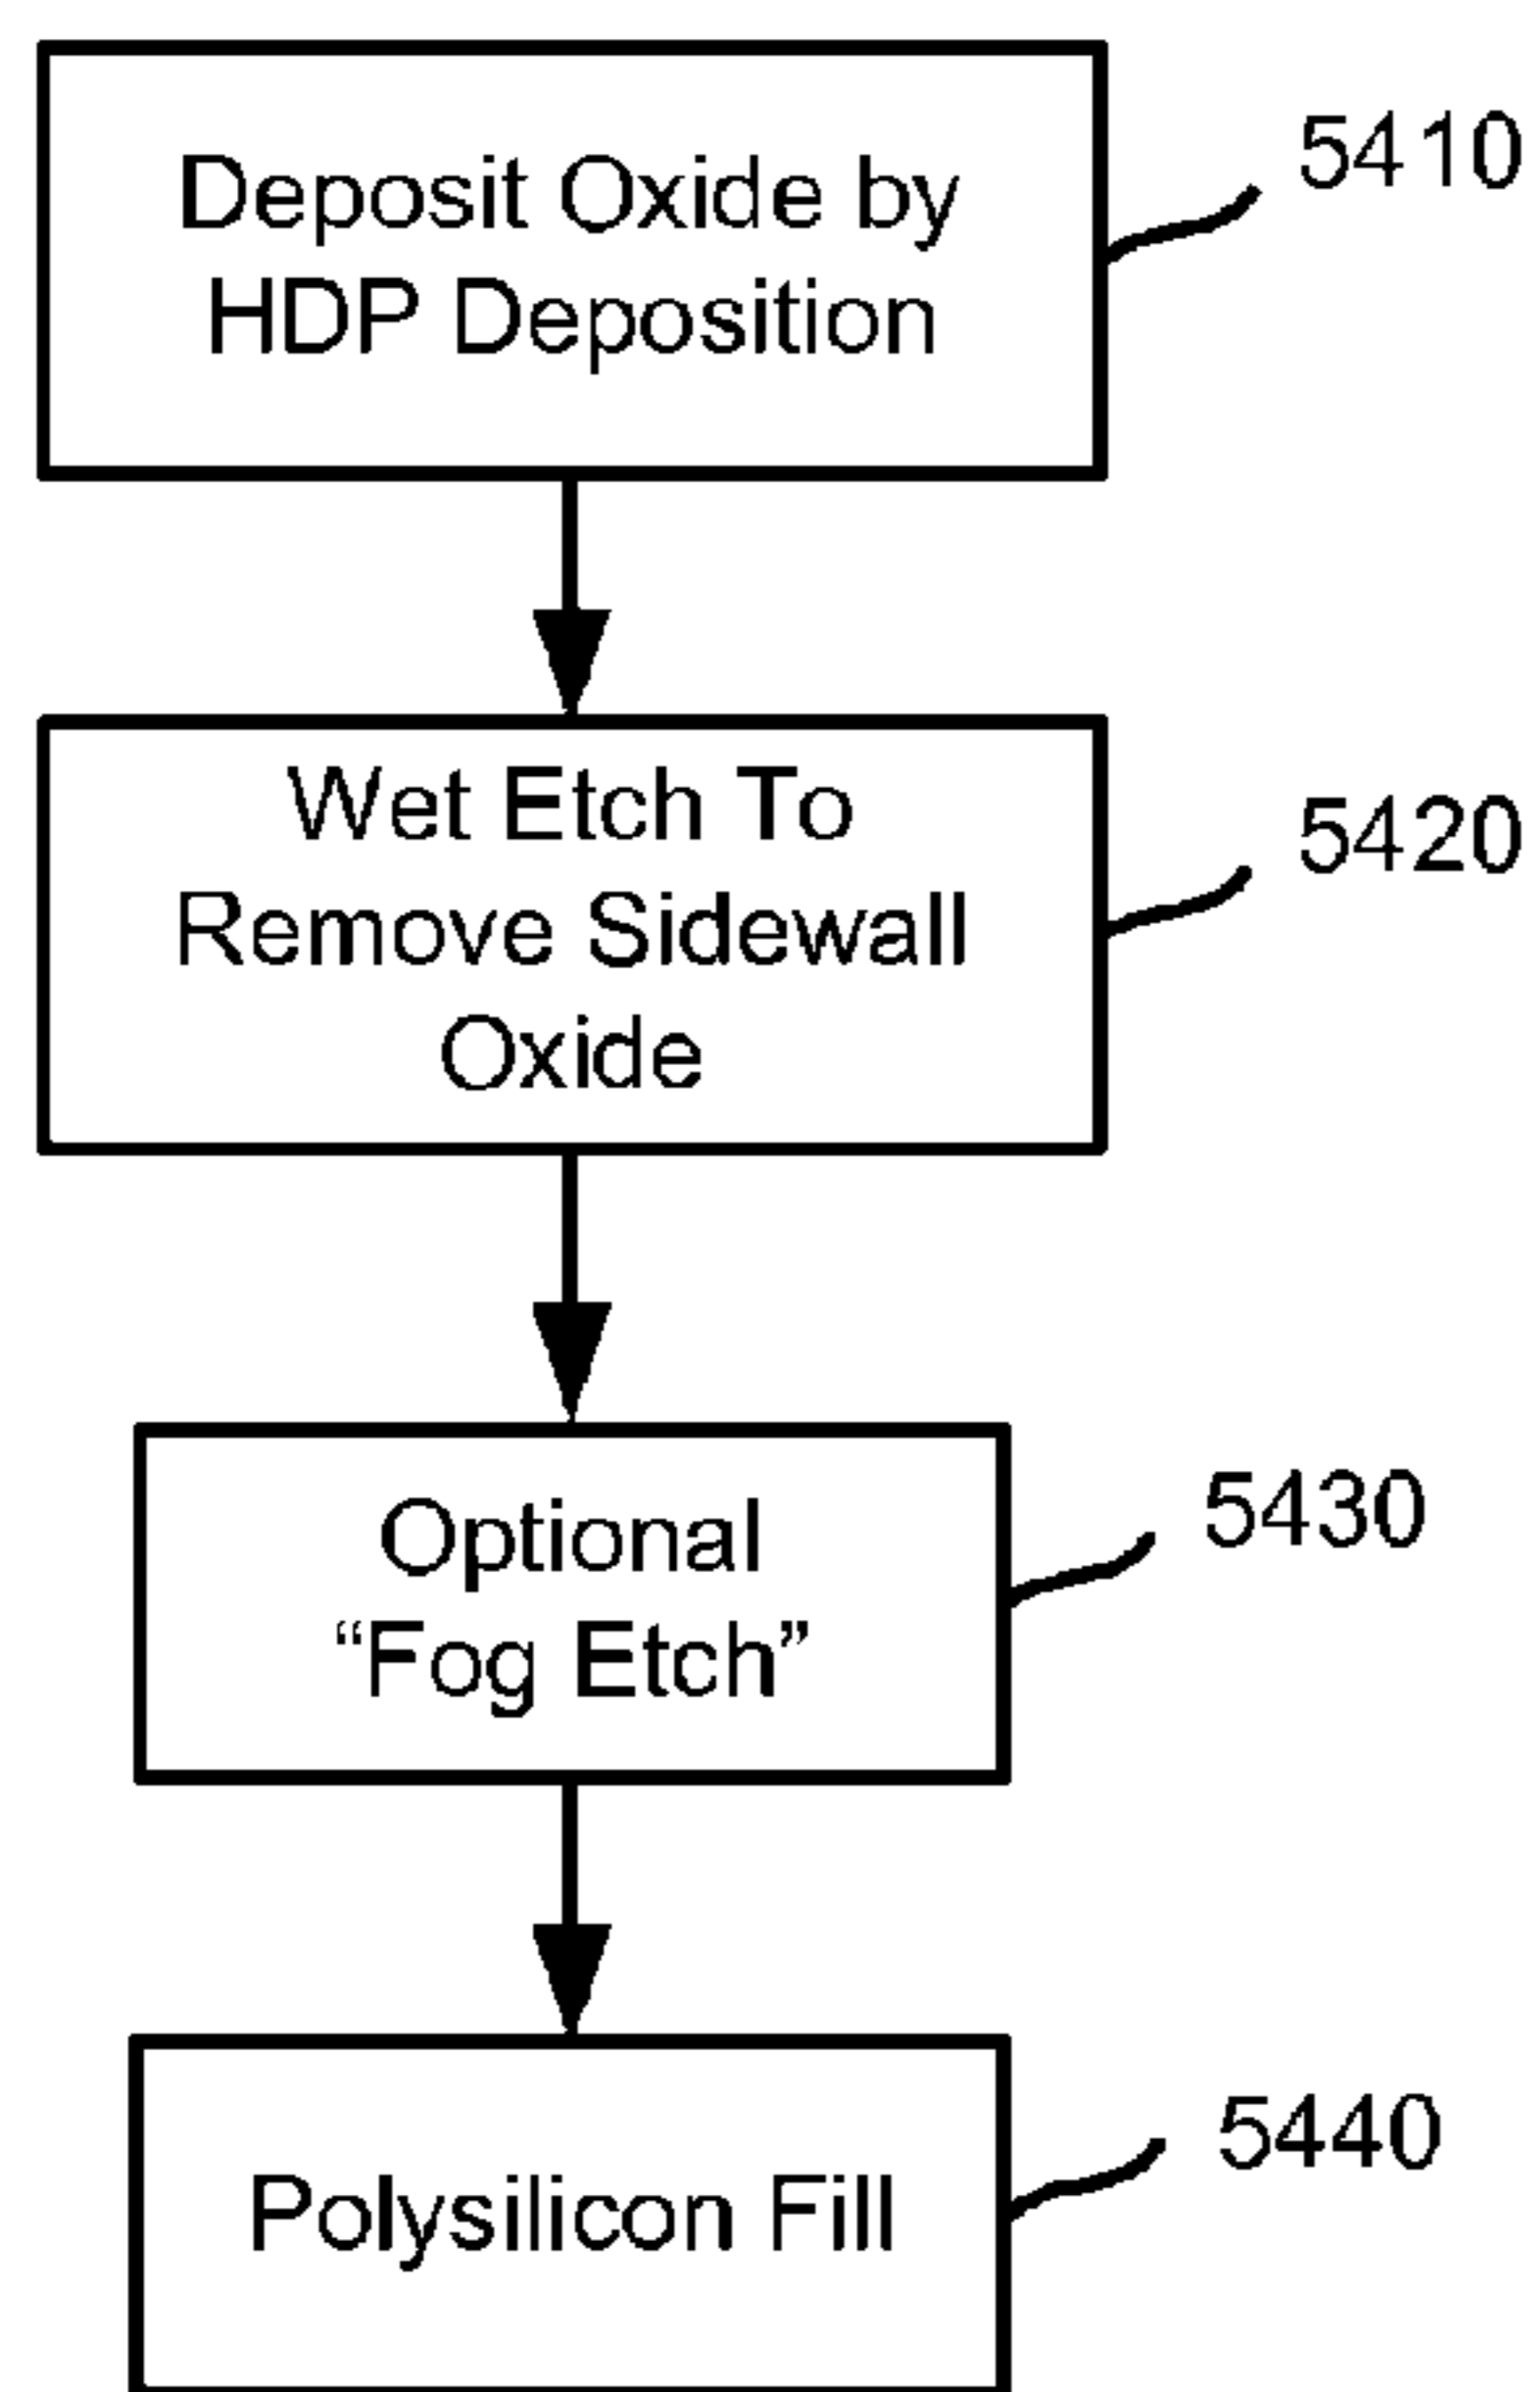 Deposit Oxide by
HDP Deposition
5410
Wet Etch To
Remove Sidewall
Oxide
5420
Optional
“Fog Etch”
5430
Polysilicon Fill
5440